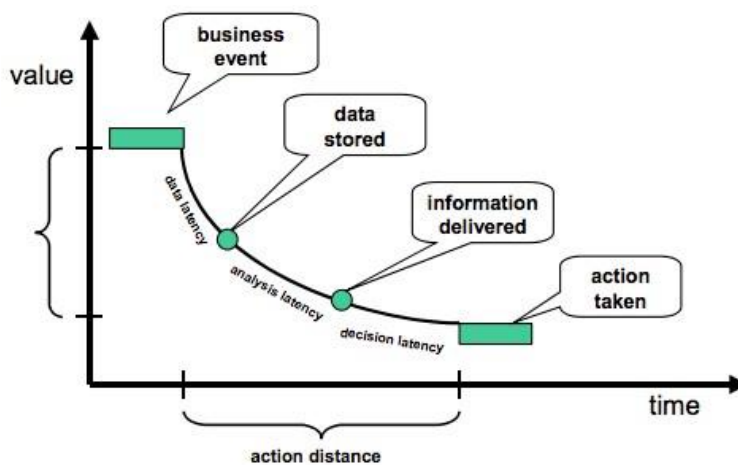 business
event
value
data
stored
data latency
information
delivered
analysis latency
action
taken
decision latency
time
action distance